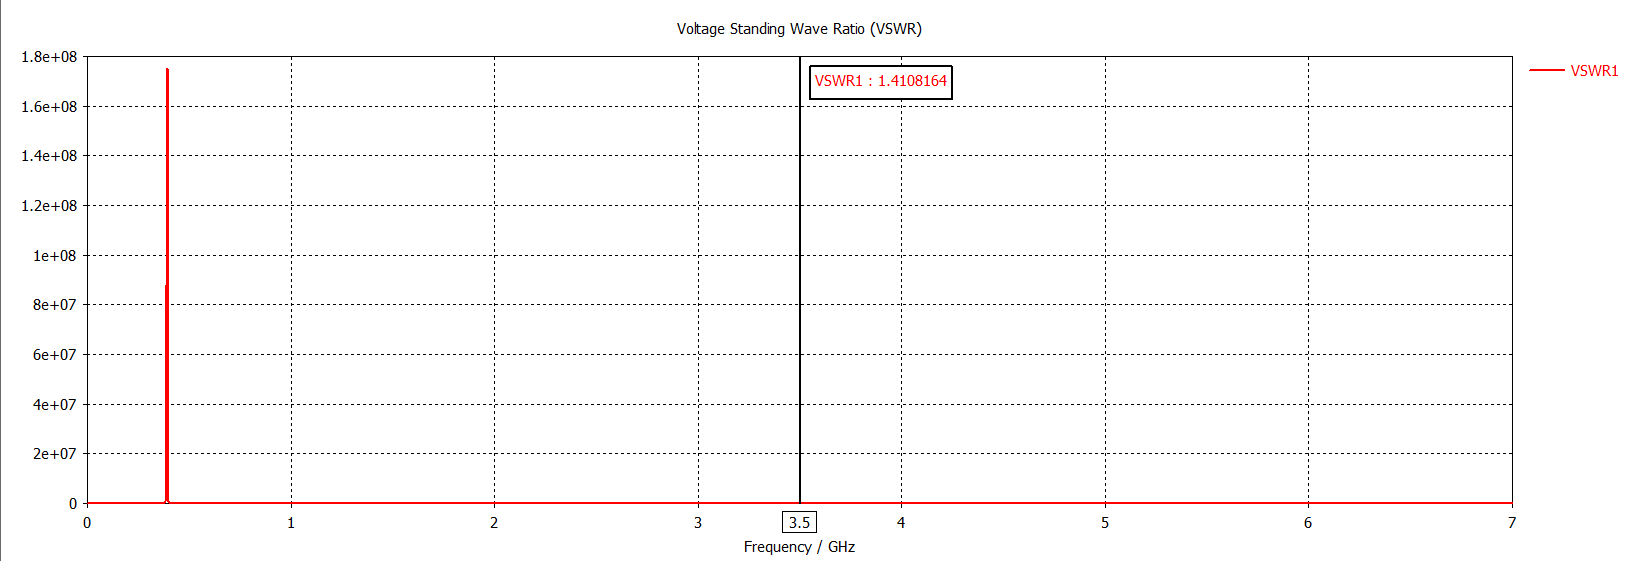 Voltage Standing Wave Ratio (VSWR)
1.8e+08
1.6e+08
1.4e+08
1.2e+08
1e+08
8e+07
6e+07
4e+07
2e+07
0
VSWR1 : 1.4108164
VSWR1
0 1 2 3 3.5 4 5 6 7
Frequency / GHz